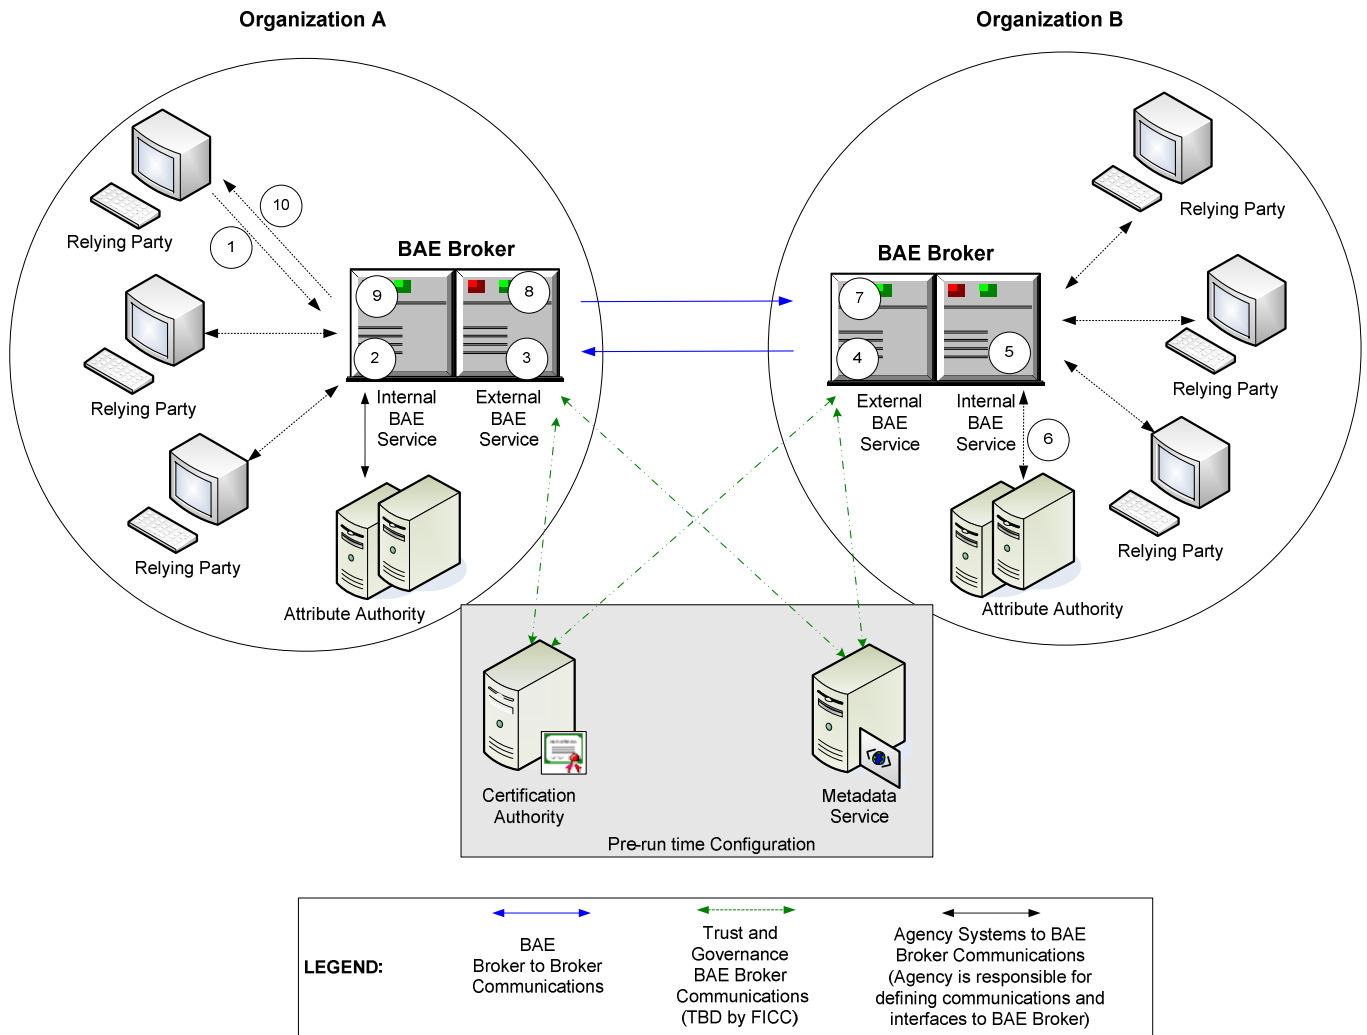 Organization A
Organization B
Relying Party
10
1
BAE Broker
9
8
2
3
Internal
BAE
Service
External
BAE
Service
Relying Party
Relying Party
Attribute Authority
BAE Broker
7
4
5
External
BAE
Service
Internal
BAE
Service
6
Relying Party
Relying Party
Relying Party
Attribute Authority
Certification
Authority
Metadata
Service
Pre-run time Configuration
LEGEND:
BAE
Broker to Broker
Communications
Trust and
Governance
BAE Broker
Communications
(TBD by FICC)
Agency Systems to BAE
Broker Communications
(Agency is responsible for
defining communications and
interfaces to BAE Broker)